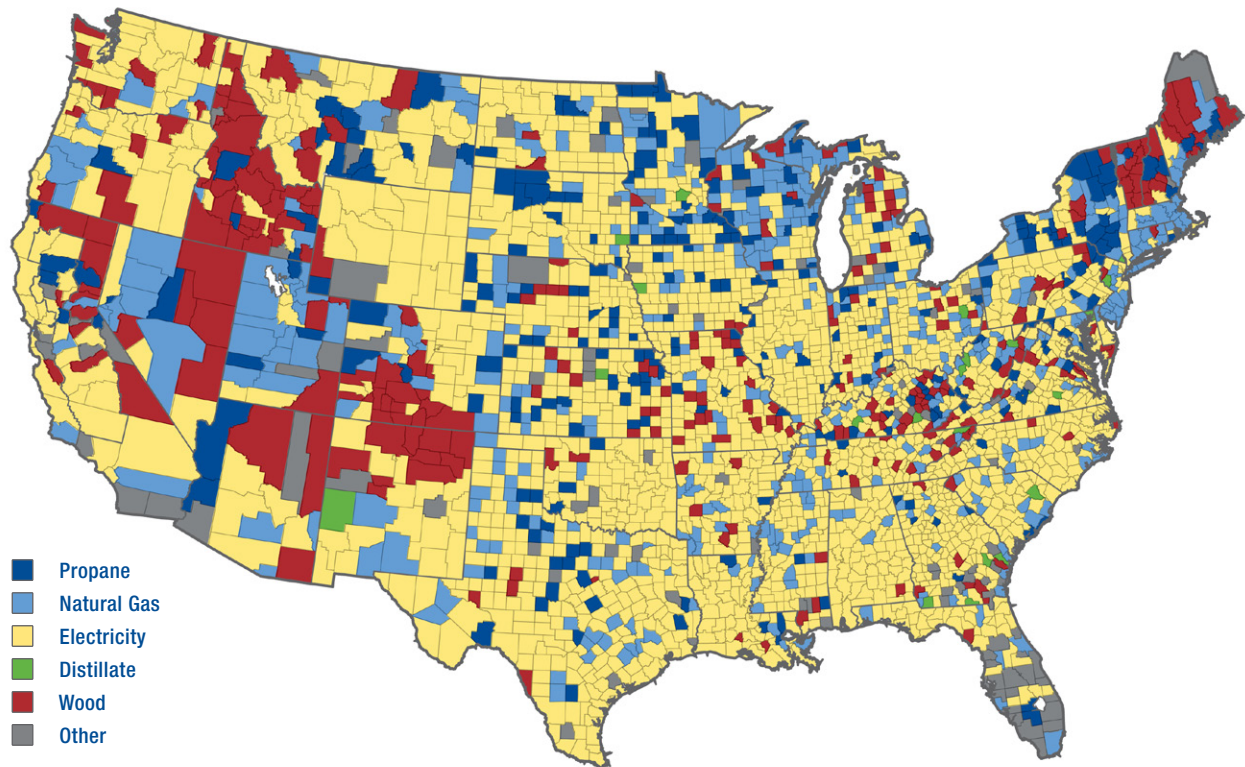 Propane
Natural Gas
Electricity
Distillate
Wood
Other